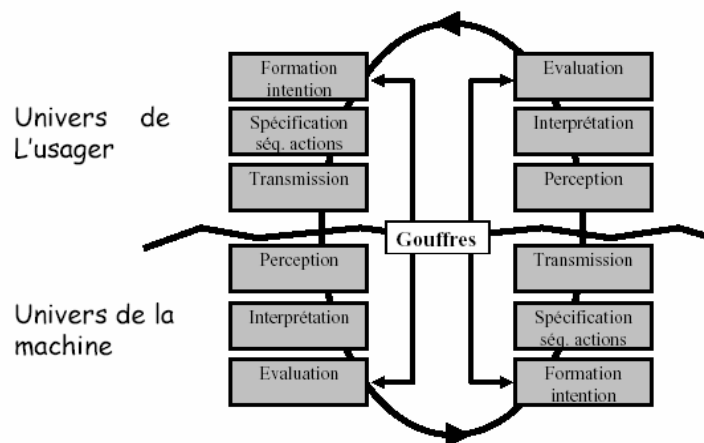 Formation
intention
Evaluation
Univers de
L'usager
Spécification
séq. actions
Interprétation
Transmission
Perception
Gouffres
Perception
Transmission
Univers de la
machine
Interprétation
Spécification
séq. actions
Evaluation
Formation
intention